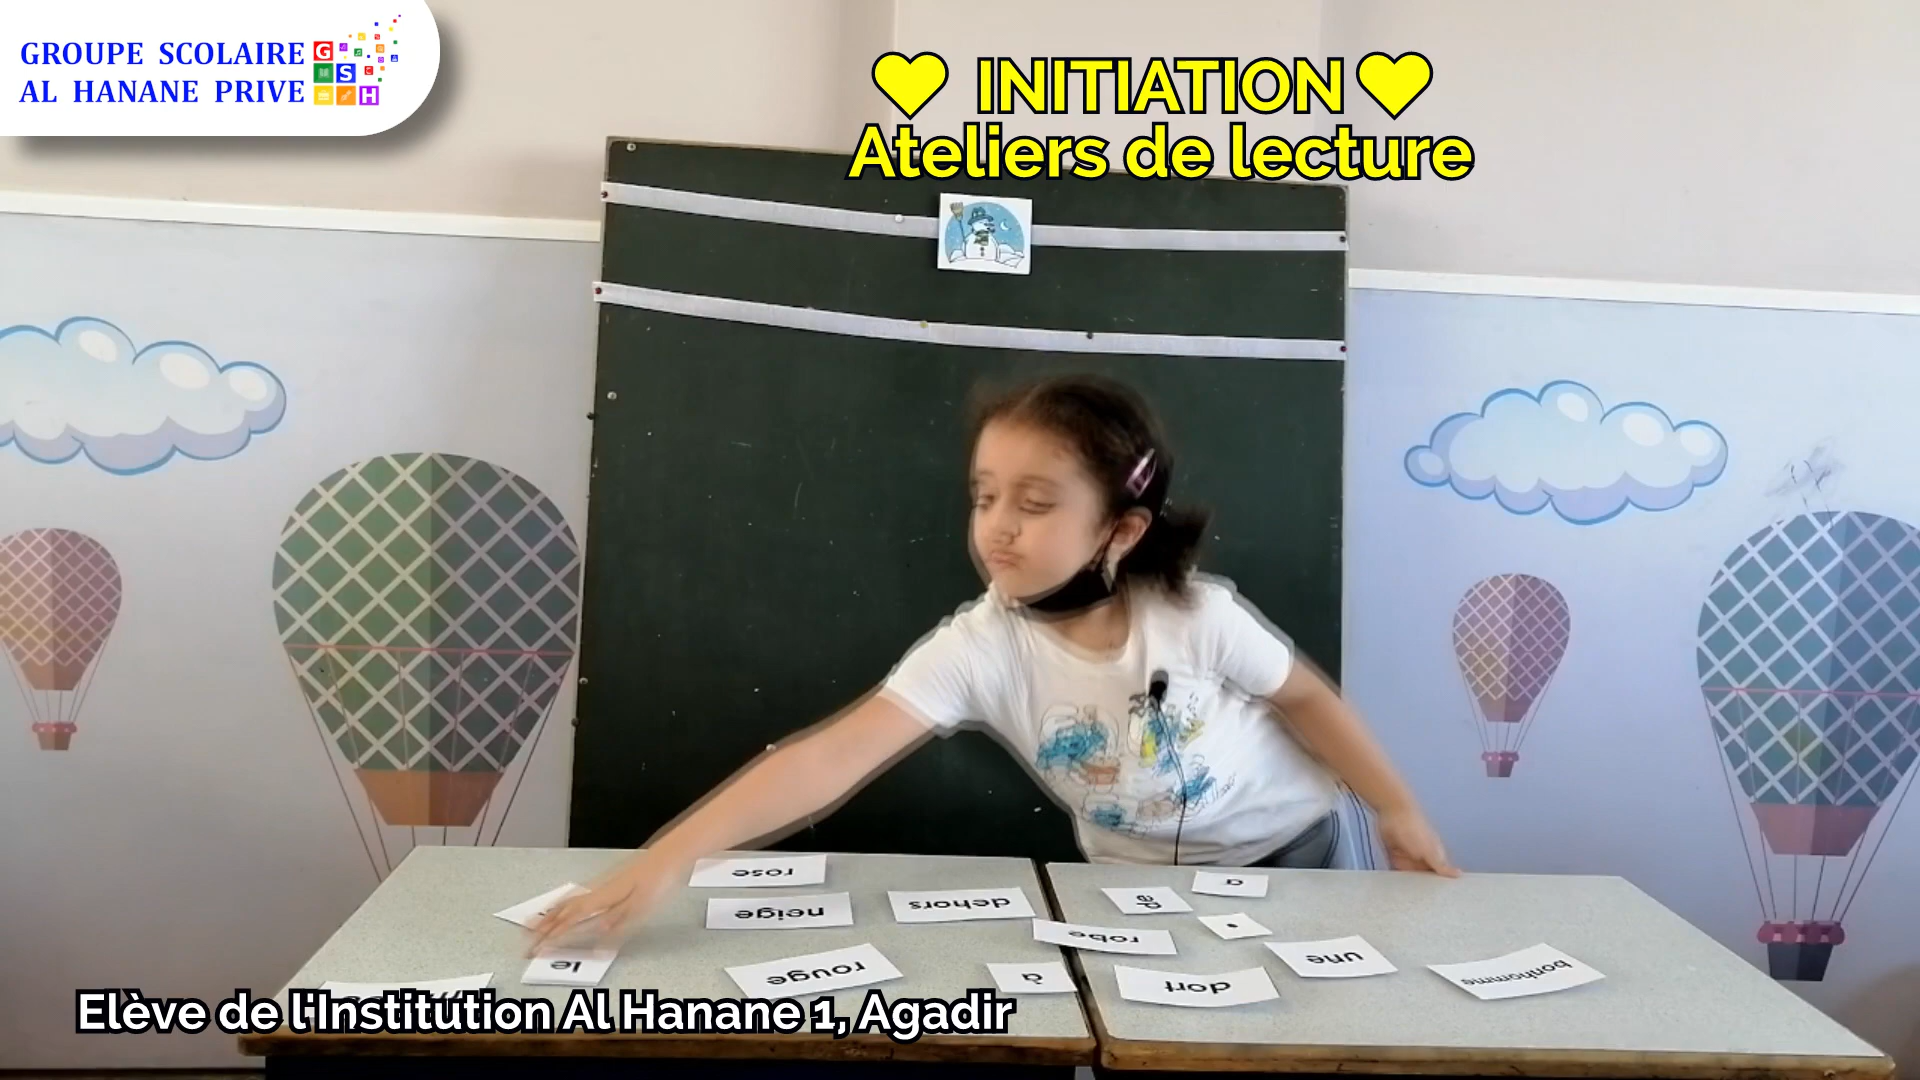 GROUPE SCOLAIRE
AL HANANE PRIVE
G
S
H
INITIATION
Ateliers de lecture
rose
a
neige
dehors
de
.
robe
le
rouge
à
dort
une
bonhomme
Elève de l'Institution Al Hanane 1, Agadir